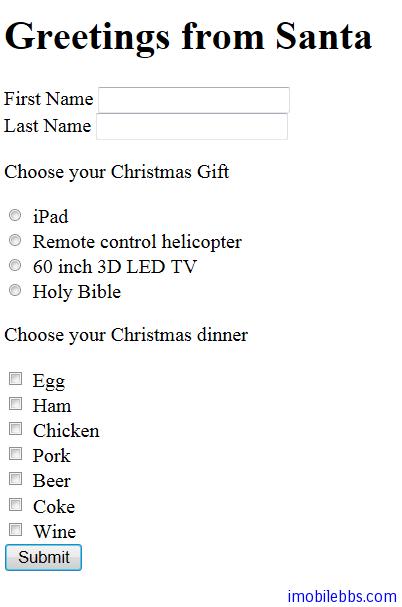 Greetings from Santa
First Name
Last Name
Choose your Christmas Gift
iPad
Remote control helicopter
60 inch 3D LED TV
Holy Bible
Choose your Christmas dinner
Egg
Ham
Chicken
Pork
Beer
Coke
Wine
Submit
imobilebbs.com